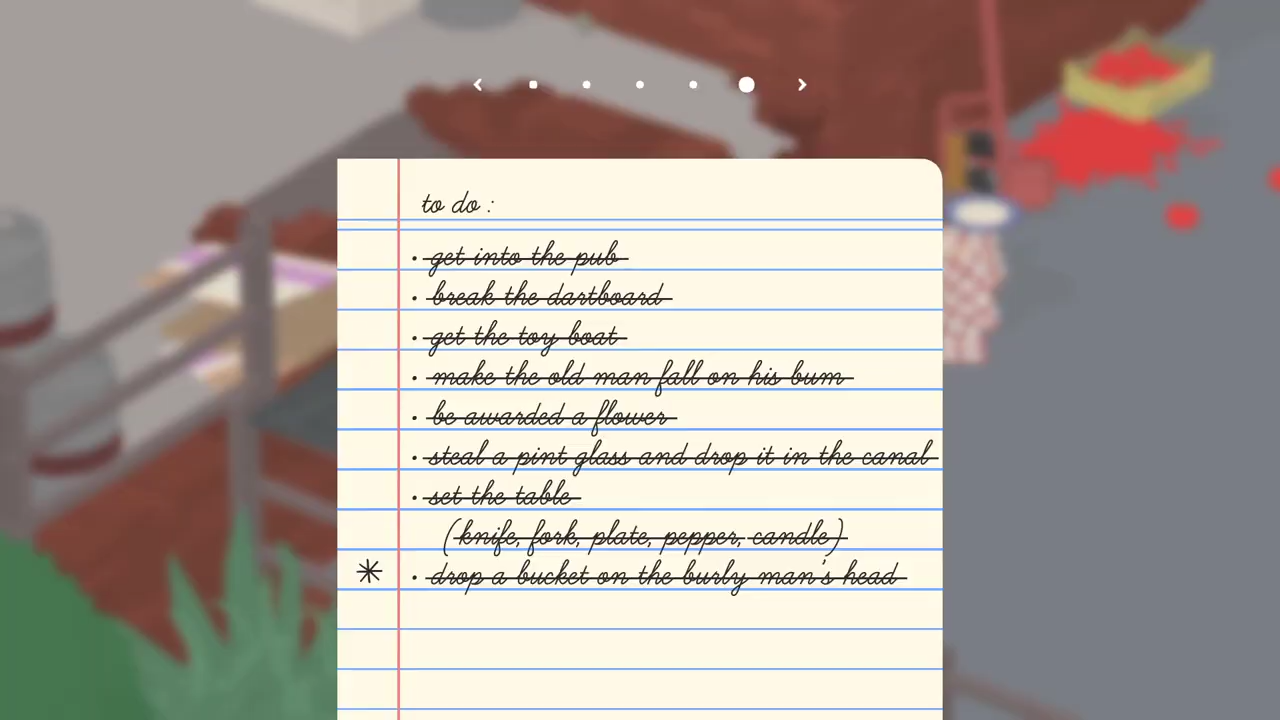 to do :
• get into the pub
• break the dartboard
• get the toy boat
• make the old man fall on his bum
• be awarded a flower
• steal a pint glass and drop it in the canal
• set the table
(knife, fork, plate, pepper, candle)
* • drop a bucket on the burly man's head